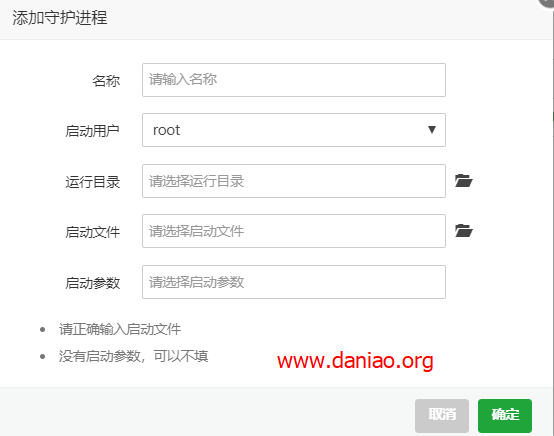 添加守护进程
名称 请输入名称
启动用户 root
运行目录 请选择运行目录
启动文件 请选择启动文件
启动参数 请选择启动参数
请正确输入启动文件
没有启动参数，可以不填
www.daniao.org
取消 确定